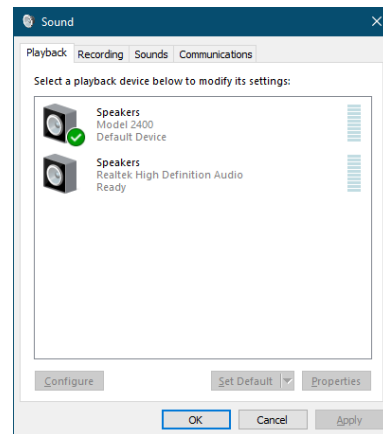 Sound
Playback Recording Sounds Communications
Select a playback device below to modify its settings:
Speakers
Model 2400
Default Device
Speakers
Realtek High Definition Audio
Ready
Configure Set Default Properties
OK Cancel Apply